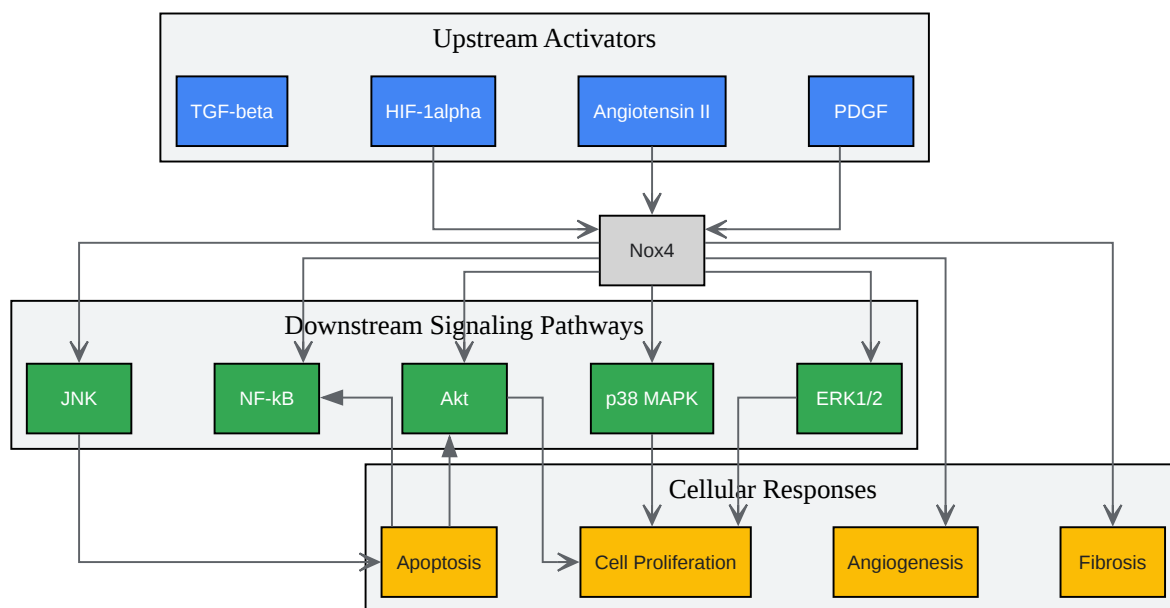 Upstream Activators
TGF-beta
HIF-1alpha
Angiotensin II
PDGF
Nox4
Downstream Signaling Pathways
JNK
NF-kB
Akt
p38 MAPK
ERK1/2
Cellular Responses
Apoptosis
Cell Proliferation
Angiogenesis
Fibrosis